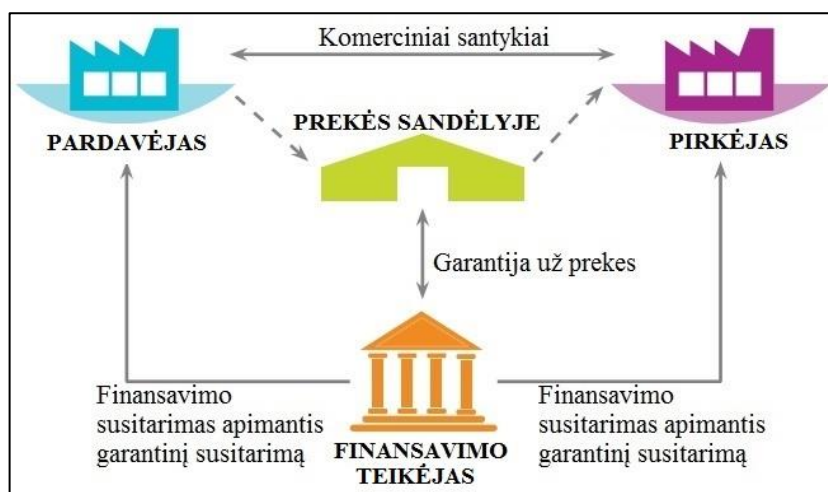 Komerciniai santykiai
PARDAVĖJAS
PREKĖS SANDĖLYJE
PIRKĖJAS
Garantija už prekes
Finansavimo
susitarimas apimantis
garantinį susitarimą
FINANSAVIMO
TEIKĖJAS
Finansavimo
susitarimas apimantis
garantinį susitarimą